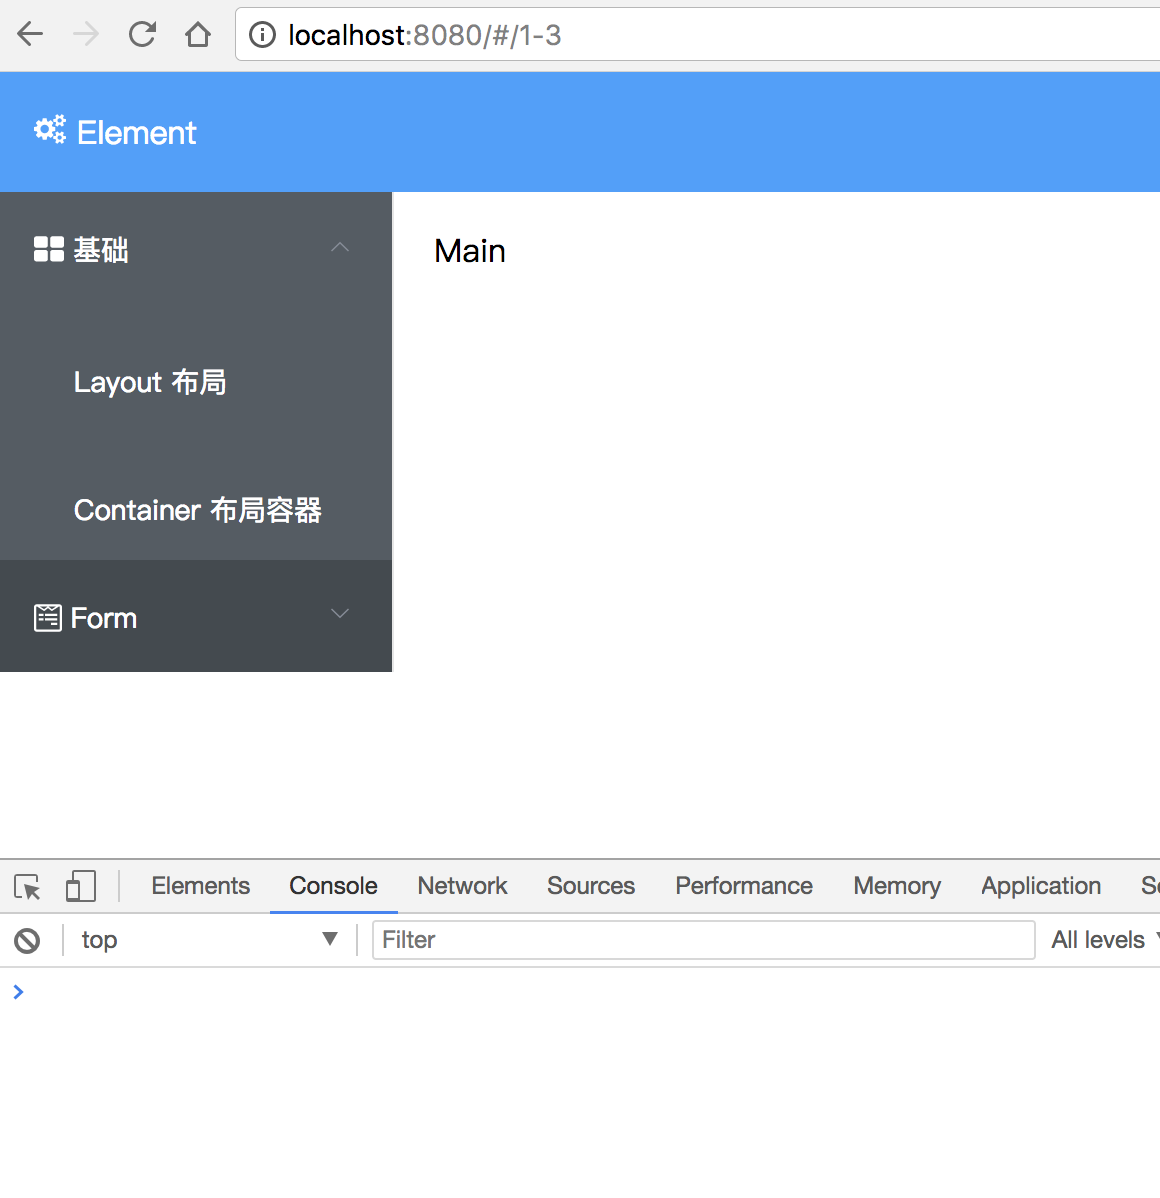 localhost:8080/#/1-3
Element
基础
Main
Layout 布局
Container 布局容器
Form
Elements Console Network Sources Performance Memory Application
top Filter All levels